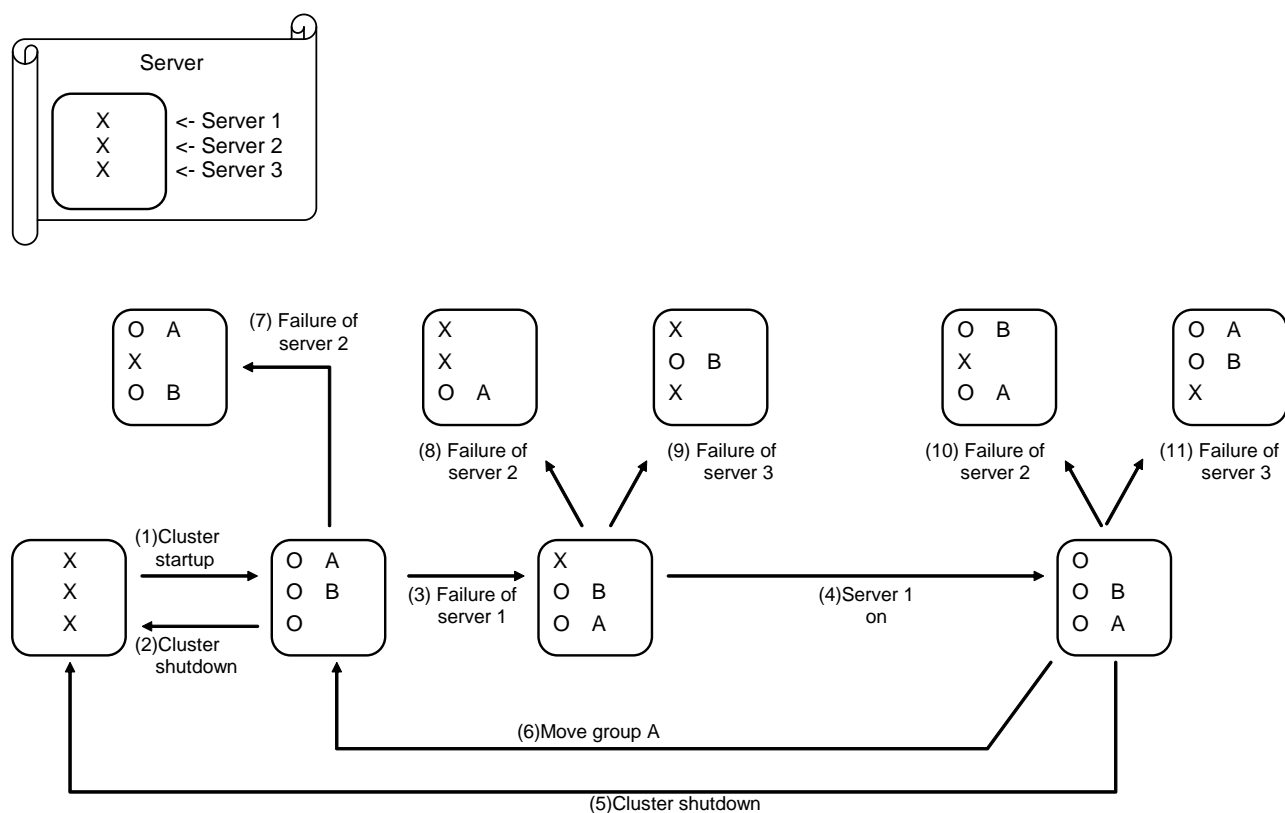 Server
X <- Server 1
X <- Server 2
X <- Server 3
O A
X
O B
(7) Failure of
server 2
X
X
O A
(8) Failure of
server 2
X
O B
X
(9) Failure of
server 3
O B
X
O A
(10) Failure of
server 2
O A
O B
X
(11) Failure of
server 3
X
X
X
(1)Cluster
startup
(2)Cluster
shutdown
O A
O B
O
(3) Failure of
server 1
X
O B
O A
(4)Server 1
on
O
O B
O A
(6)Move group A
(5)Cluster shutdown